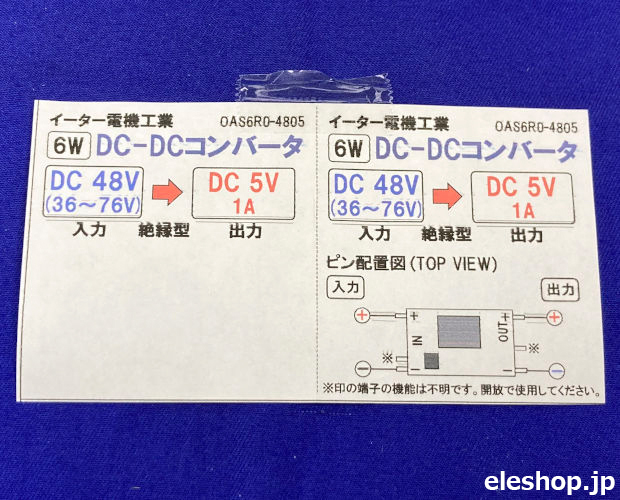 イーター電機工業 OAS6R0-4805
6W DC-DCコンバータ
DC 48V
(36〜76V)
DC 5V
1A
入力 絶縁型 出力
イーター電機工業 OAS6R0-4805
6W DC-DCコンバータ
DC 48V
(36〜76V)
DC 5V
1A
入力 絶縁型 出力
ピン配置図(TOP VIEW)
入力 出力
+ + + +
IN OUT
※ ※
- - - -
※印の端子の機能は不明です。開放で使用してください。
eleshop.jp